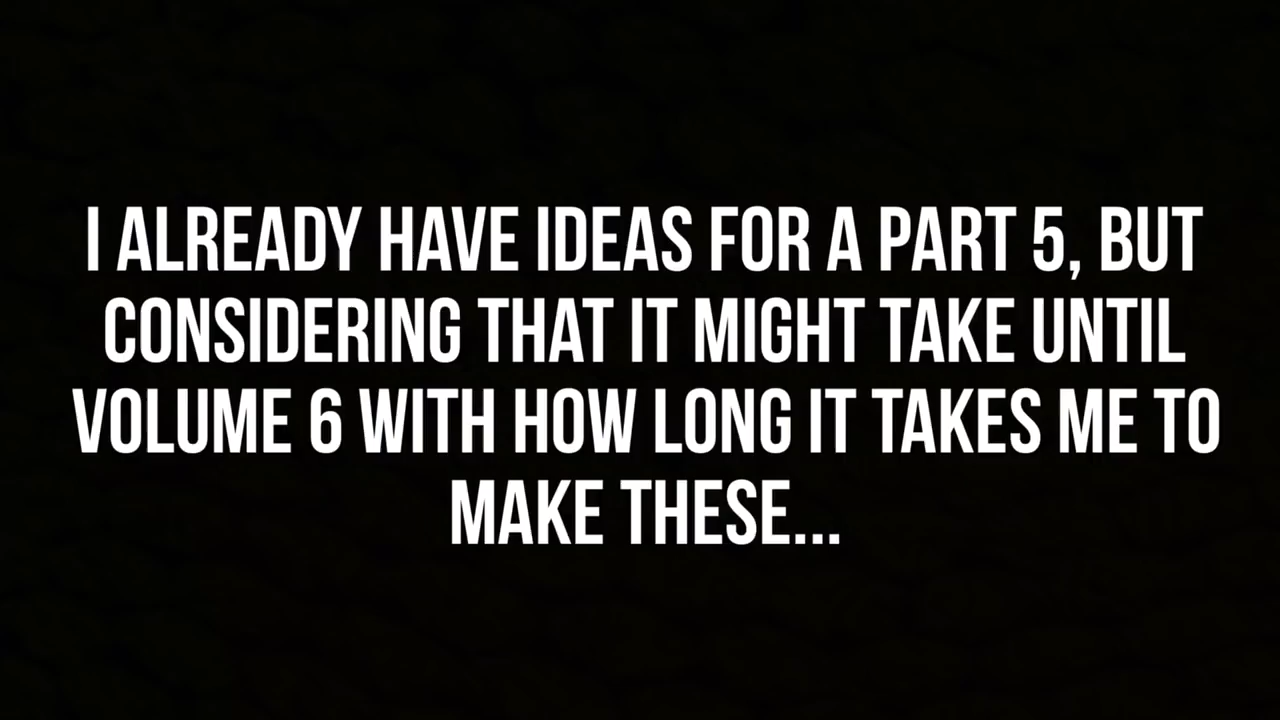 I ALREADY HAVE IDEAS FOR A PART 5, BUT
CONSIDERING THAT IT MIGHT TAKE UNTIL
VOLUME 6 WITH HOW LONG IT TAKES ME TO
MAKE THESE...